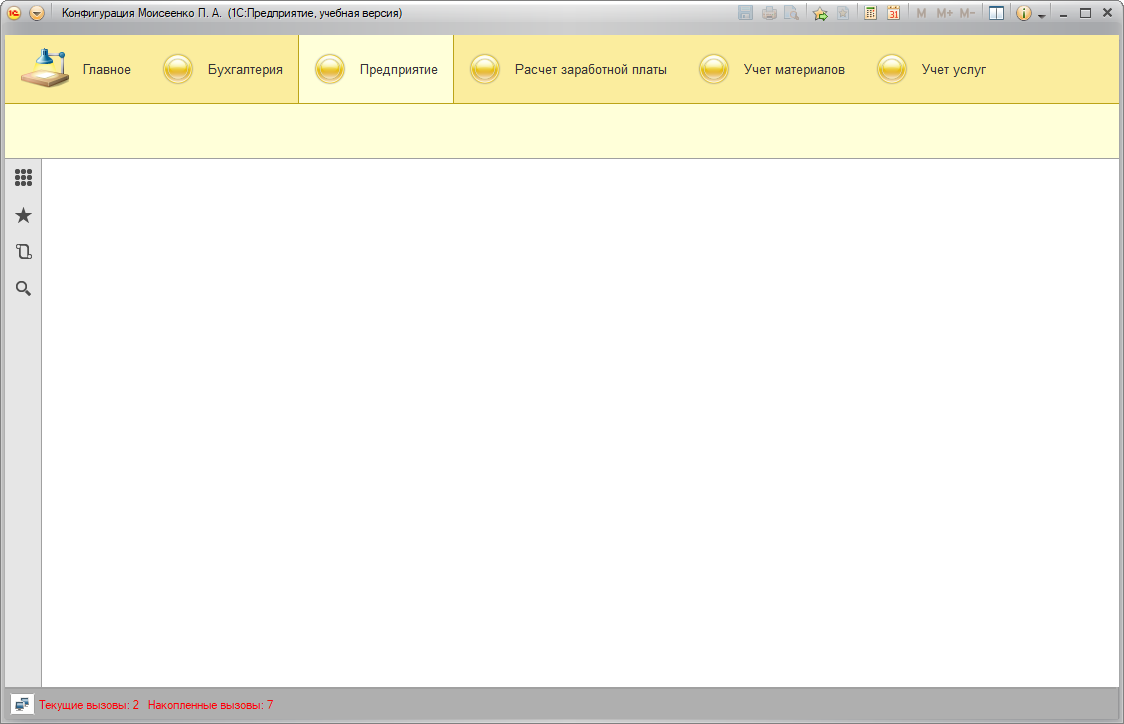 Конфигурация Моисеенко П. А. (1С:Предприятие, учебная версия)
31 M M+ M-
Главное Бухгалтерия Предприятие Расчет заработной платы Учет материалов Учет услуг
Текущие вызовы: 2 Накопленные вызовы: 7